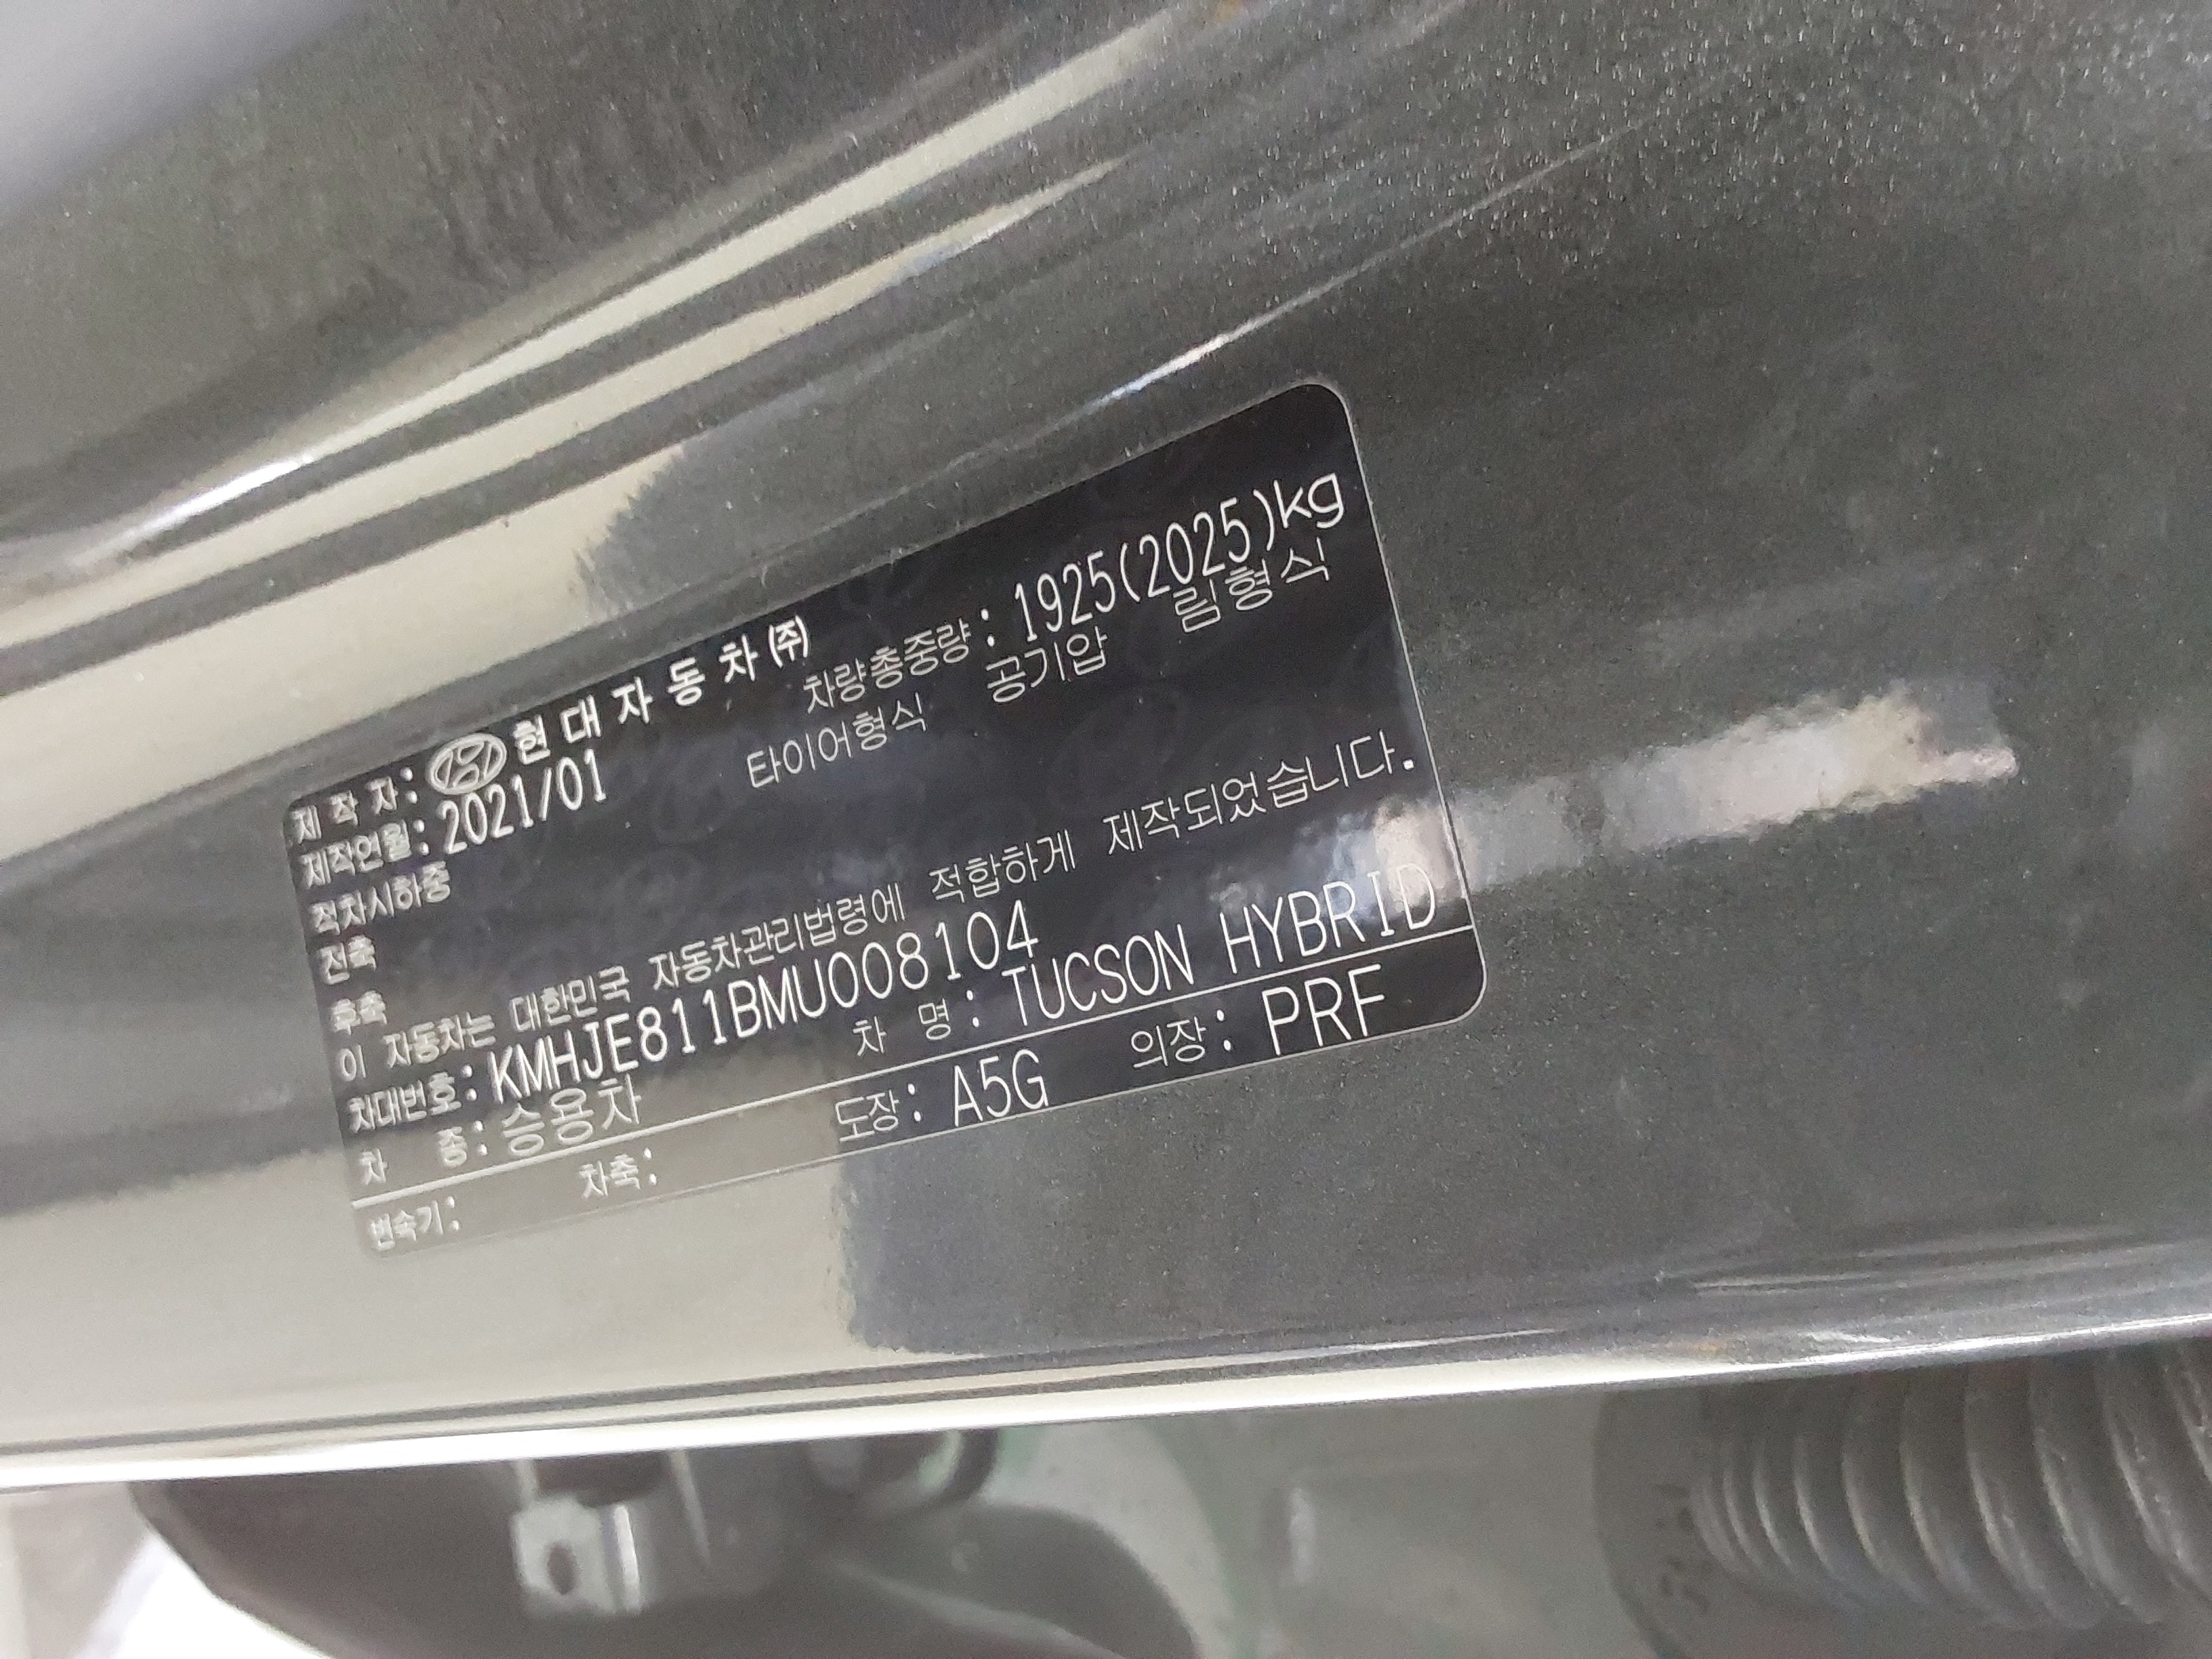 제 작 자: 현대자동차(주)
제작연월: 2021/01 차량총중량: 1925(2025)kg
적차시하중 타이어형식 공기압 림형식
전축
후축
이 자동차는 대한민국 자동차관리법령에 적합하게 제작되었습니다.
차대번호: KMHJE811BMU008104
차 종: 승용차 차 명: TUCSON HYBRID
변속기: 차축: 도장: A5G 의장: PRF